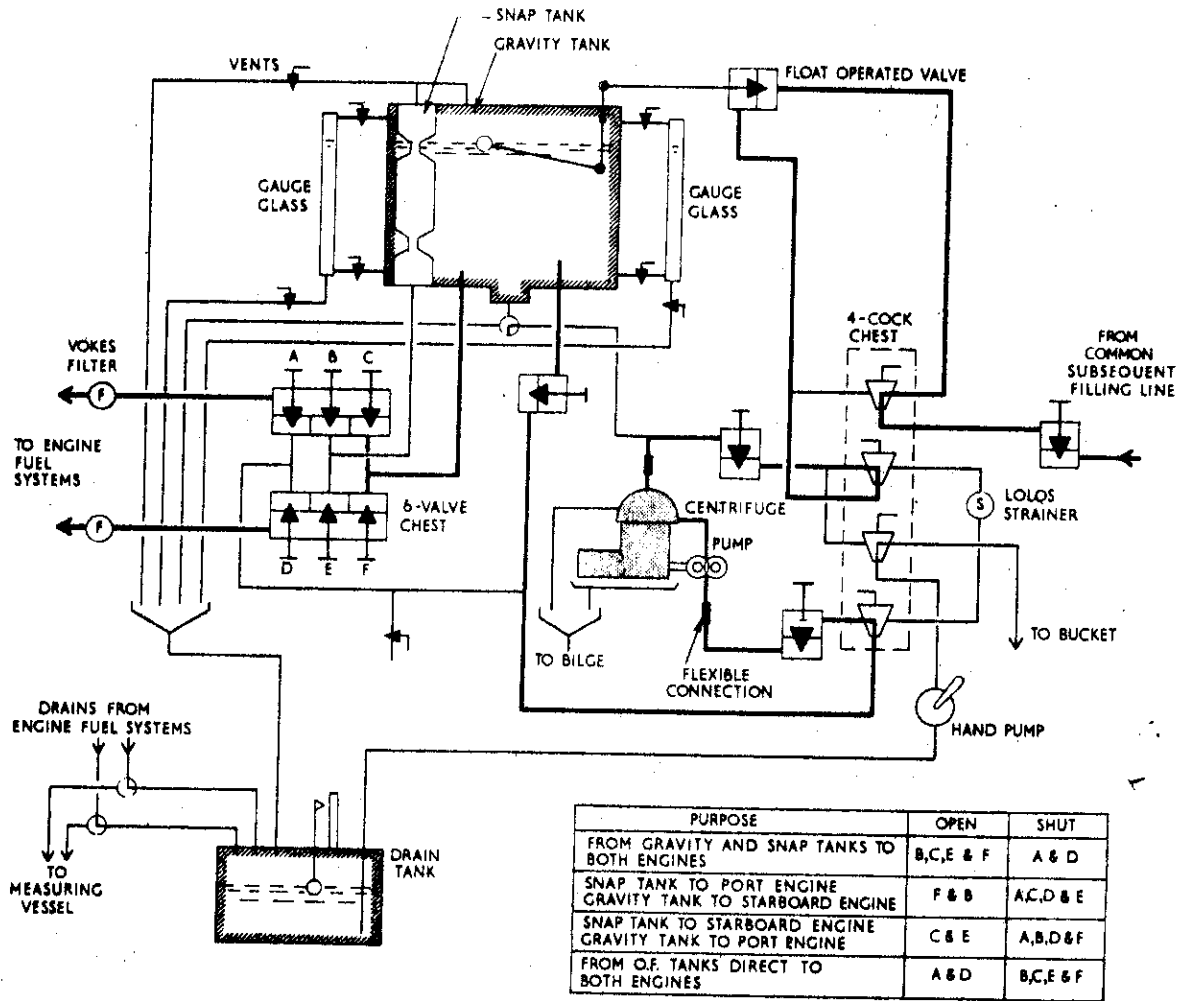 SNAP TANK
GRAVITY TANK
VENTS
FLOAT OPERATED VALVE
GAUGE
GLASS
GAUGE
GLASS
4-COCK
CHEST
FROM
COMMON
SUBSEQUENT
FILLING LINE
VOKES
FILTER
A
B
C
F
TO ENGINE
FUEL
SYSTEMS
F
6-VALVE
CHEST
D
E
F
CENTRIFUGE
PUMP
S
LOLOS
STRAINER
TO BILGE
FLEXIBLE
CONNECTION
TO BUCKET
HAND PUMP
DRAINS FROM
ENGINE FUEL SYSTEMS
TO
MEASURING
VESSEL
DRAIN
TANK
PURPOSE OPEN SHUT
FROM GRAVITY AND SNAP TANKS TO
BOTH ENGINES B,C,E & F A & D
SNAP TANK TO PORT ENGINE
GRAVITY TANK TO STARBOARD ENGINE F & B A,C,D & E
SNAP TANK TO STARBOARD ENGINE
GRAVITY TANK TO PORT ENGINE C & E A,B,D & F
FROM O.F. TANKS DIRECT TO
BOTH ENGINES A & D B,C,E & F